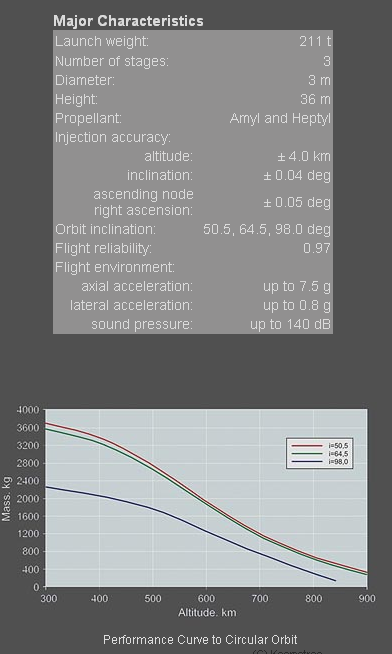 Major Characteristics
Launch weight: 211 t
Number of stages: 3
Diameter: 3 m
Height: 36 m
Propellant: Amyl and Heptyl
Injection accuracy:
altitude: ± 4.0 km
inclination: ± 0.04 deg
ascending node
right ascension: ± 0.05 deg
Orbit inclination: 50.5, 64.5, 98.0 deg
Flight reliability: 0.97
Flight environment:
axial acceleration: up to 7.5 g
lateral acceleration: up to 0.8 g
sound pressure: up to 140 dB
4000
3600
3200
2800
2400
2000
1600
1200
800
400
0
Mass. kg
i=50,5
i=64,5
i=98,0
300 400 500 600 700 800 900
Altitude. km
Performance Curve to Circular Orbit